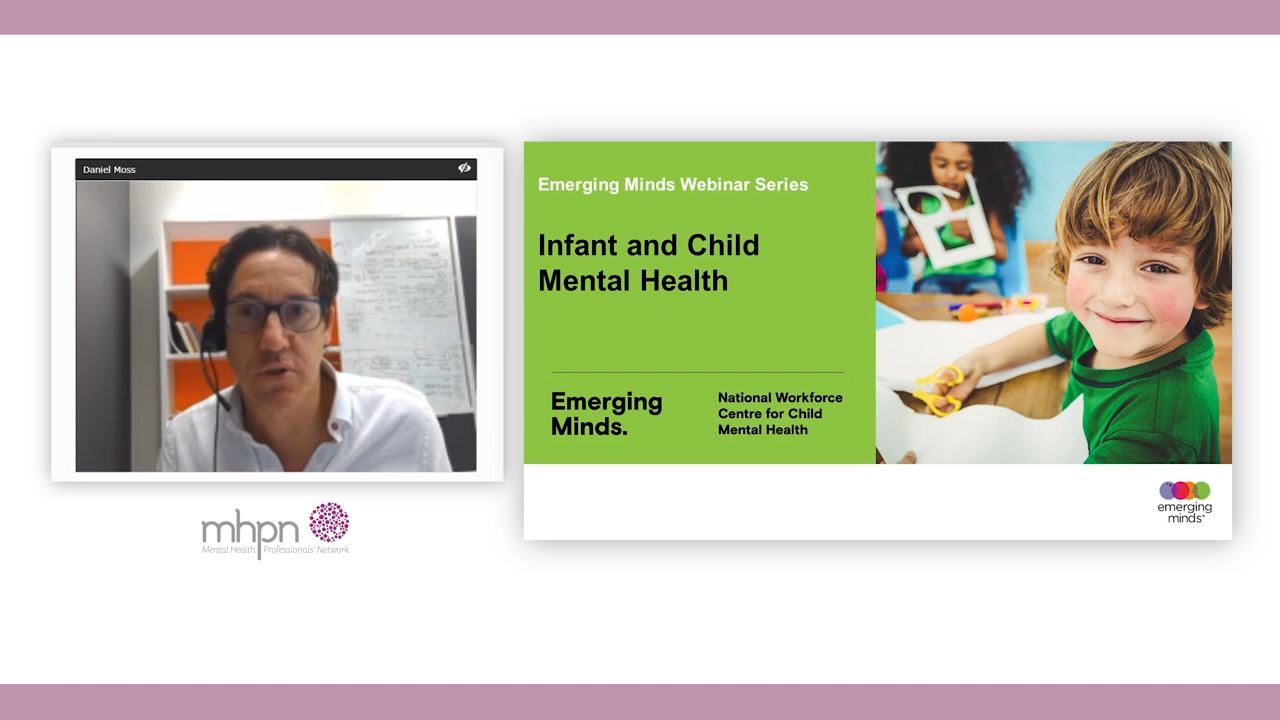 Daniel Moss
mhpn
Mental Health Professionals' Network
Emerging Minds Webinar Series
Infant and Child
Mental Health
Emerging
Minds.
National Workforce
Centre for Child
Mental Health
emerging
minds